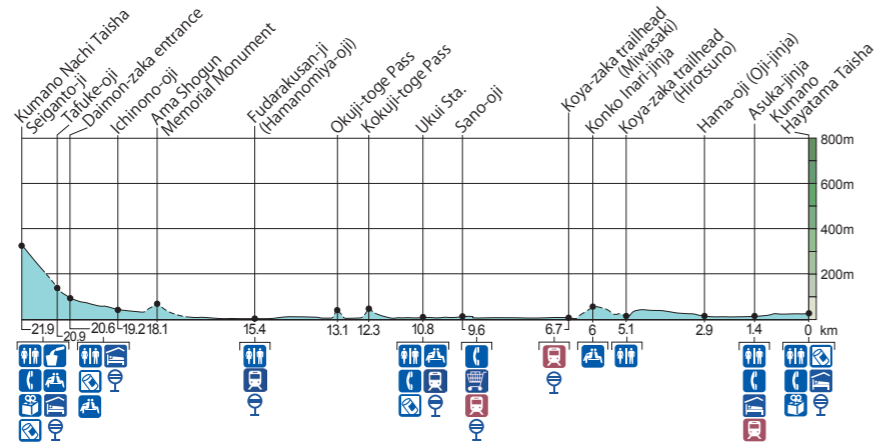 Kumano Nachi Taisha
Seiganto-ji
Tafuke-oji
Daimon-zaka entrance
Ichinono-oji
Ama Shogun
Memorial Monument
Fudarakusan-ji
(Hamanomiya-oji)
Okuji-toge Pass
Kokuji-toge Pass
Ukui Sta.
Sano-oji
Koya-zaka trailhead
(Miwasaki)
Konko Inari-jinja
Koya-zaka trailhead
(Hirotsuno)
Hama-oji (Oji-jinja)
Asuka-jinja
Kumano
Hayatama Taisha
800m
600m
400m
200m
21.9
20.9
20.6
19.2
18.1
15.4
13.1
12.3
10.8
9.6
6.7
6
5.1
2.9
1.4
0
km